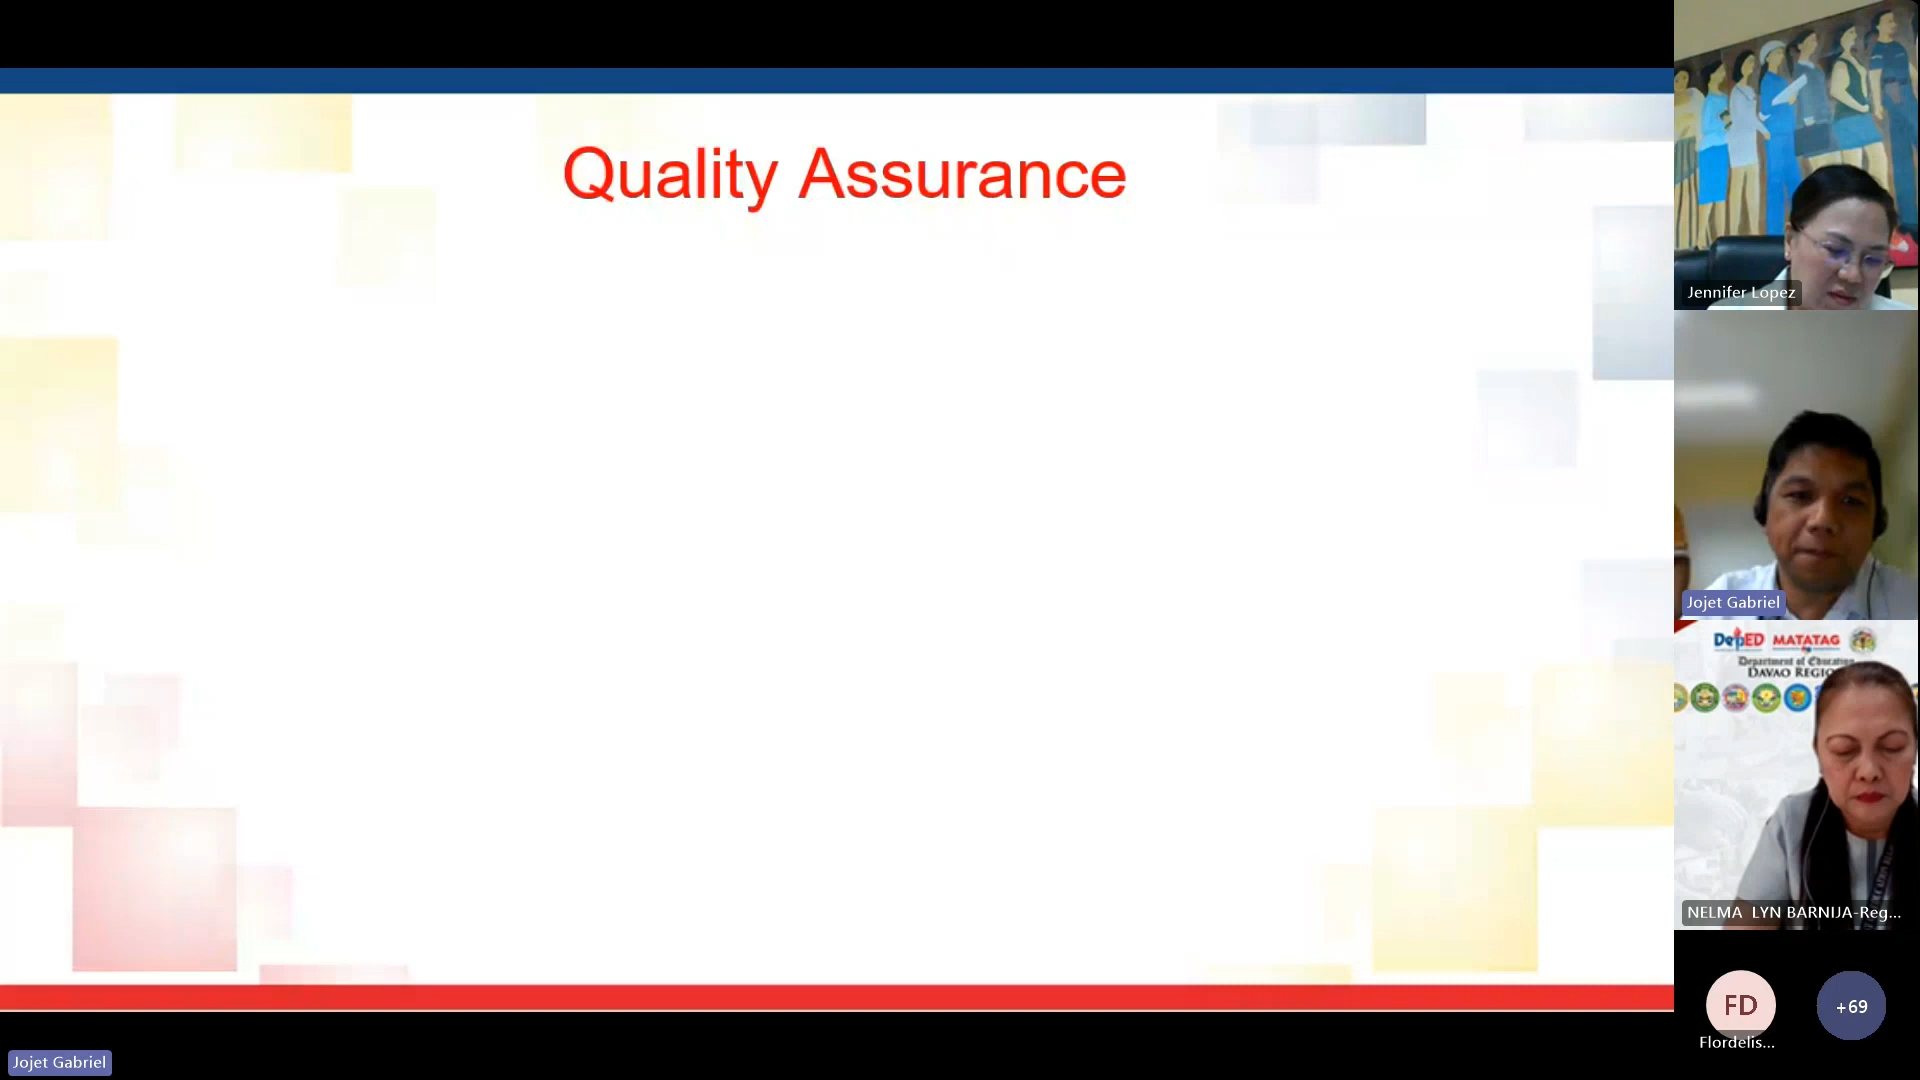 Quality Assurance
Jennifer Lopez
Jojet Gabriel
DepED MATATAG
Department of Education
DAVAO REGIO
NELMA LYN BARNIJA-Reg...
FD
+69
Flordelis...
Jojet Gabriel